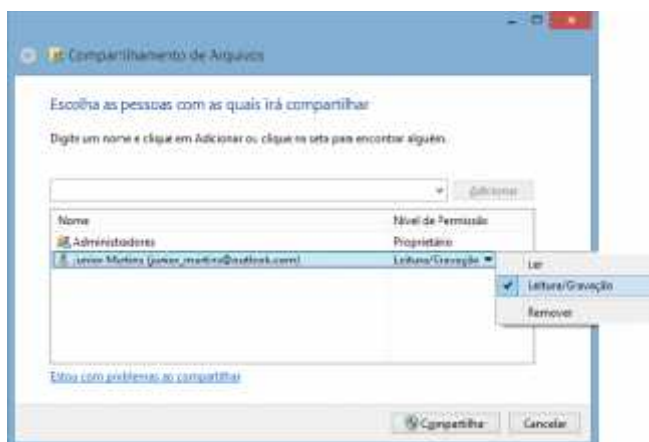 Compartilhamento de Arquivos
Escolha as pessoas com as quais irá compartilhar
Digite um nome e clique em Adicionar ou clique na seta para encontrar alguém.
Adicionar
Nome Nível de Permissão
Administradores Proprietário
Junior Martins (junior_martins@outlook.com) Leitura/Gravação
Ler
Leitura/Gravação
Remover
Estou com problemas ao compartilhar
Compartilhar Cancelar